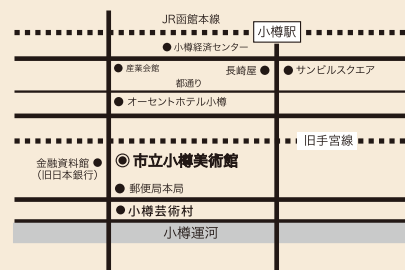 JR函館本線
小樽駅
小樽経済センター
産業会館
長崎屋
サンビルスクエア
都通り
オーセントホテル小樽
旧手宮線
金融資料館
（旧日本銀行）
市立小樽美術館
郵便局本局
小樽芸術村
小樽運河